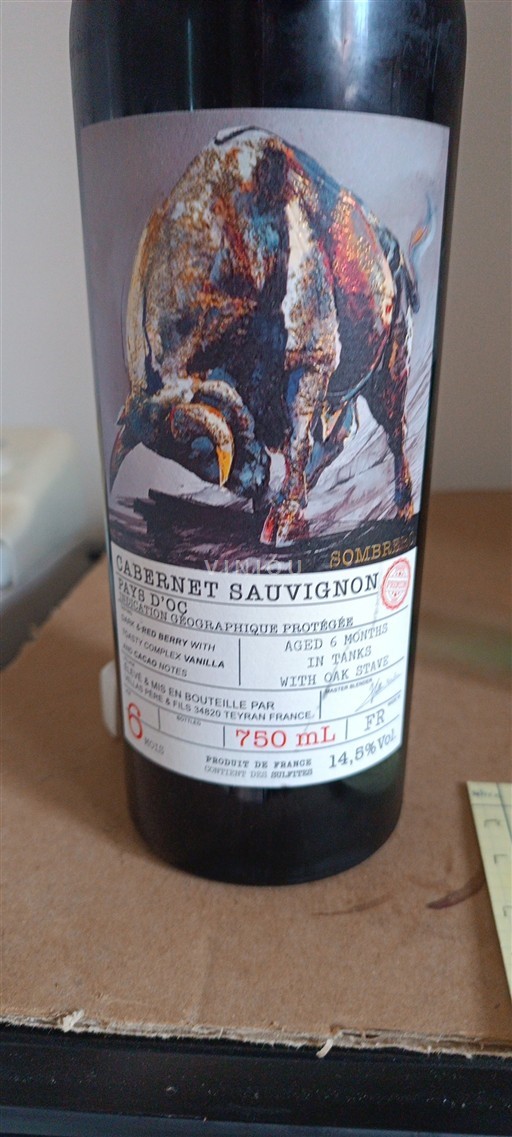 VINIOU
CABERNET SAUVIGNON
PAYS D'OC
INDICATION GÉOGRAPHIQUE PROTÉGÉE
DARK & RED BERRY WITH
TOASTY COMPLEX VANILLA
AND CACAO NOTES
AGED 6 MONTHS
IN TANKS
WITH OAK STAVE
MASTER BLENDER
ÉLEVÉ & MIS EN BOUTEILLE PAR
PÈRE & FILS 34820 TEYRAN FRANCE.
6
MOIS
BOTTLED
750 mL
FR
PRODUIT DE FRANCE
CONTIENT DES SULFITES
14,5% Vol.